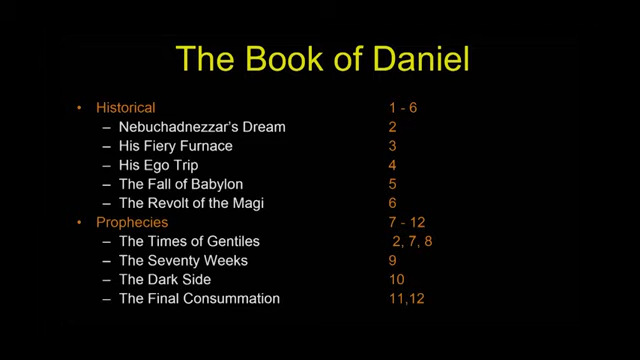 The Book of Daniel
• Historical 1 - 6
– Nebuchadnezzar's Dream 2
– His Fiery Furnace 3
– His Ego Trip 4
– The Fall of Babylon 5
– The Revolt of the Magi 6
• Prophecies 7 - 12
– The Times of Gentiles 2, 7, 8
– The Seventy Weeks 9
– The Dark Side 10
– The Final Consummation 11,12